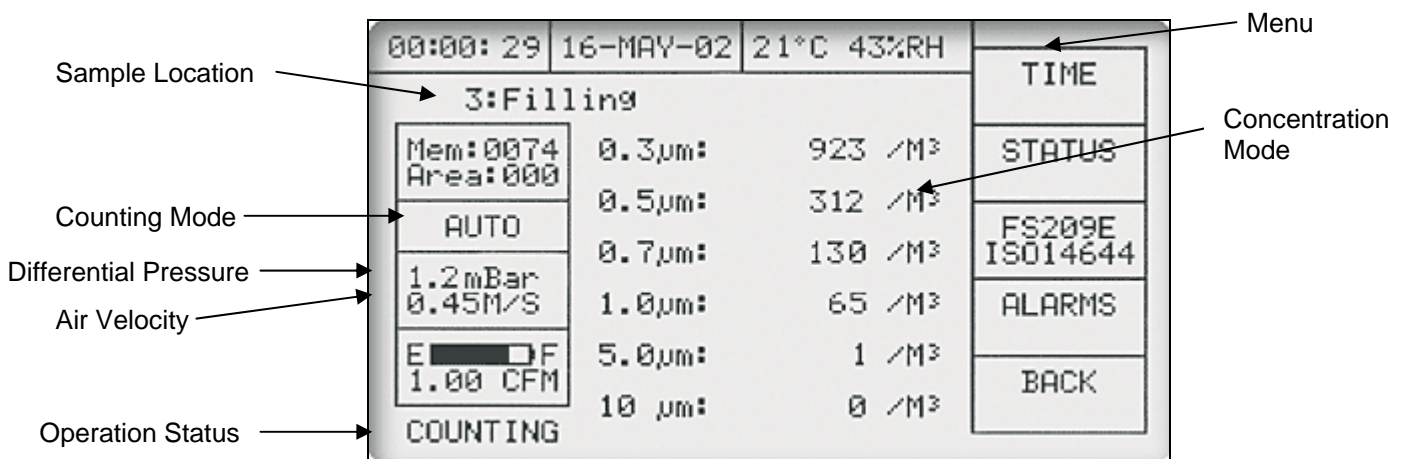 Menu
00:00:29 16-MAY-02 21°C 43%RH
TIME
Sample Location
3:Filling
Concentration
Mode
Mem:0074
Area:000
0.3µm: 923 /M³
STATUS
0.5µm: 312 /M³
Counting Mode
AUTO
FS209E
ISO14644
0.7µm: 130 /M³
Differential Pressure
1.2mBar
0.45M/S
Air Velocity
1.0µm: 65 /M³
ALARMS
E F
1.00 CFM
5.0µm: 1 /M³
BACK
10 µm: 0 /M³
Operation Status
COUNTING